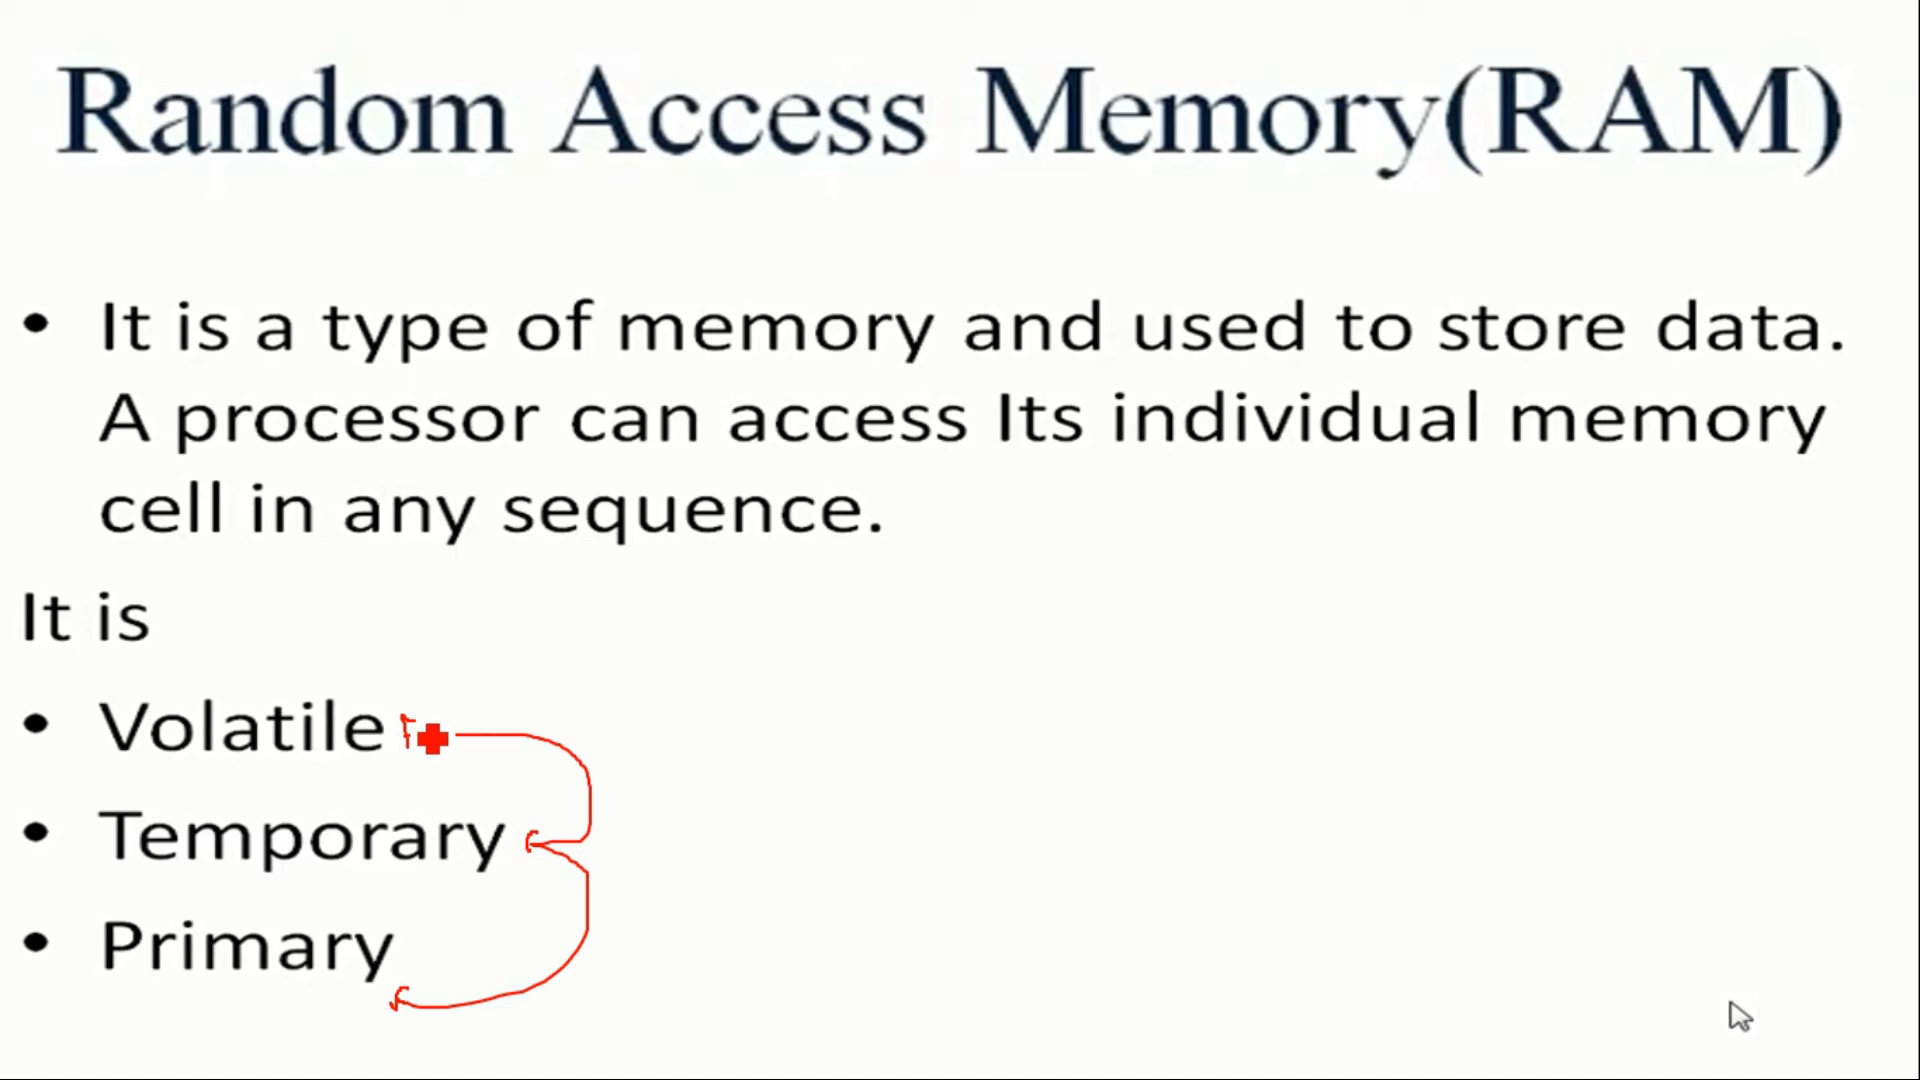 Random Access Memory(RAM)
• It is a type of memory and used to store data.
A processor can access Its individual memory
cell in any sequence.
It is
• Volatile
• Temporary
• Primary